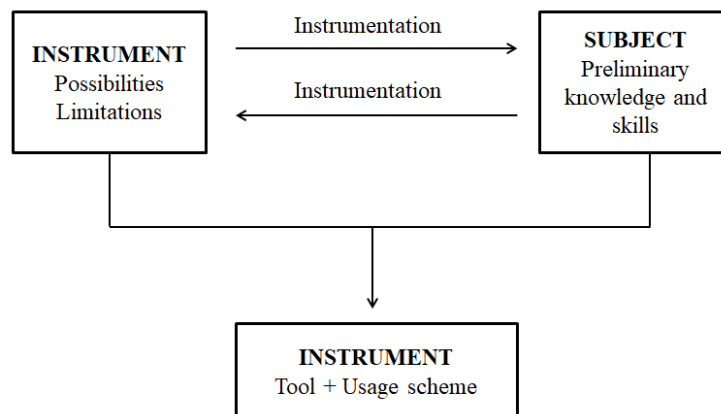 INSTRUMENT
Possibilities
Limitations
Instrumentation
Instrumentation
SUBJECT
Preliminary
knowledge and
skills
INSTRUMENT
Tool + Usage scheme